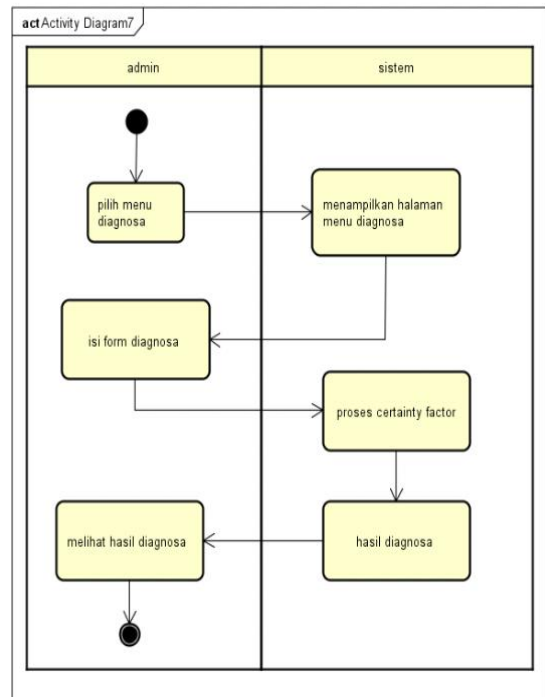 act Activity Diagram7
admin
sistem
pilih menu
diagnosa
menampilkan halaman
menu diagnosa
isi form diagnosa
proses certainty factor
melihat hasil diagnosa
hasil diagnosa